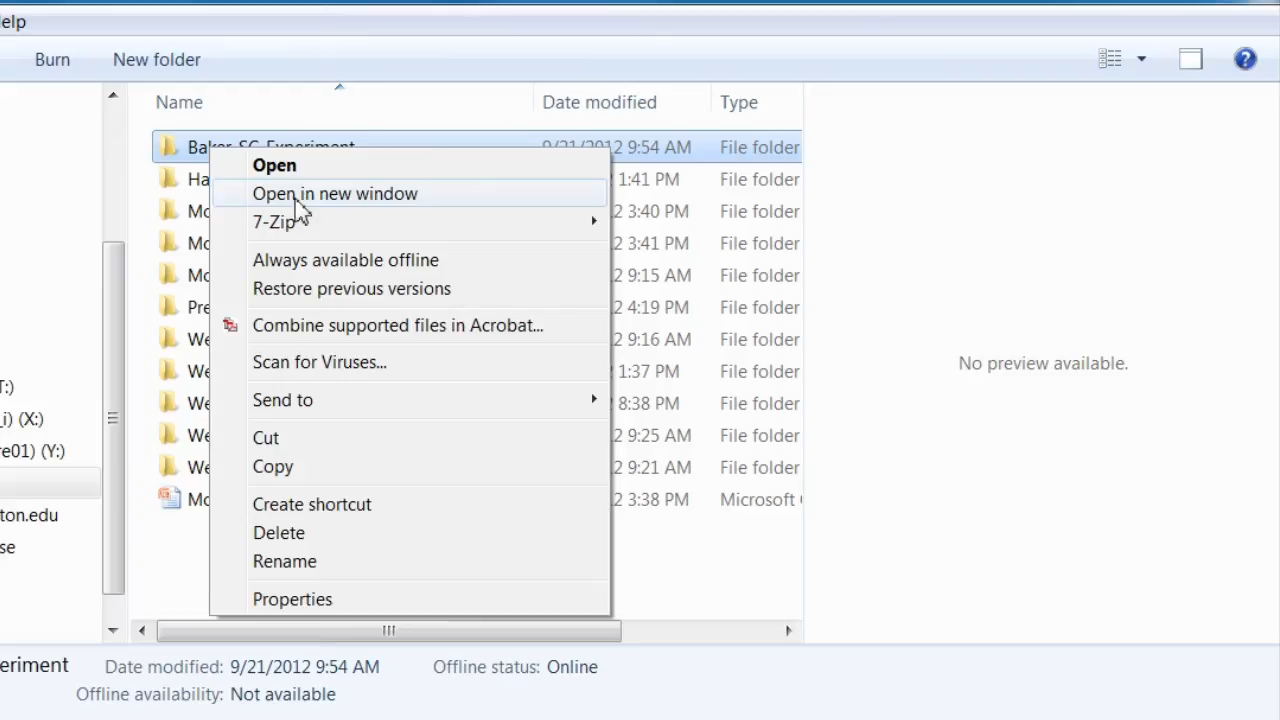 Help
Burn New folder
Name Date modified Type
Baker_SC_Experiment 9/21/2012 9:54 AM File folder
Open
Ha 2 1:41 PM File folder
Open in new window
Mo 2 3:40 PM File folder
7-Zip
Mo 2 3:41 PM File folder
Always available offline
Mo 2 9:15 AM File folder
Restore previous versions
Pre 2 4:19 PM File folder
Combine supported files in Acrobat...
We 2 9:16 AM File folder
Scan for Viruses...
We 2 1:37 PM File folder
No preview available.
T:)
Send to
We 2 8:38 PM File folder
_i) (X:)
Cut
We 2 9:25 AM File folder
re01) (Y:)
Copy
We 2 9:21 AM File folder
Create shortcut
Mo 2 3:38 PM Microsoft
ton.edu
Delete
se
Rename
Properties
eriment Date modified: 9/21/2012 9:54 AM Offline status: Online
Offline availability: Not available